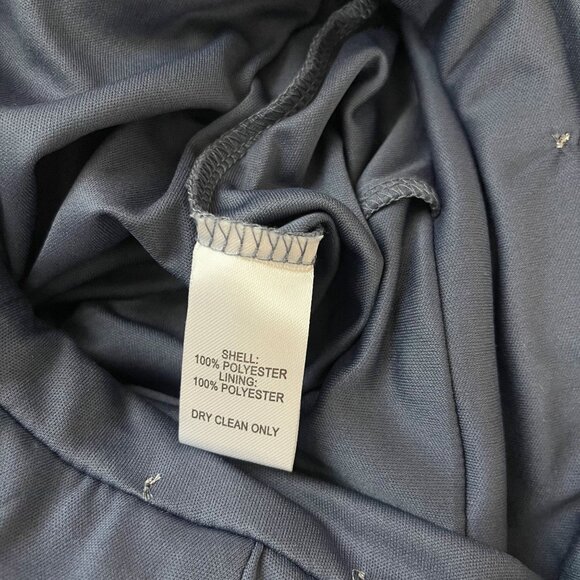 SHELL:
100% POLYESTER
LINING:
100% POLYESTER
DRY CLEAN ONLY